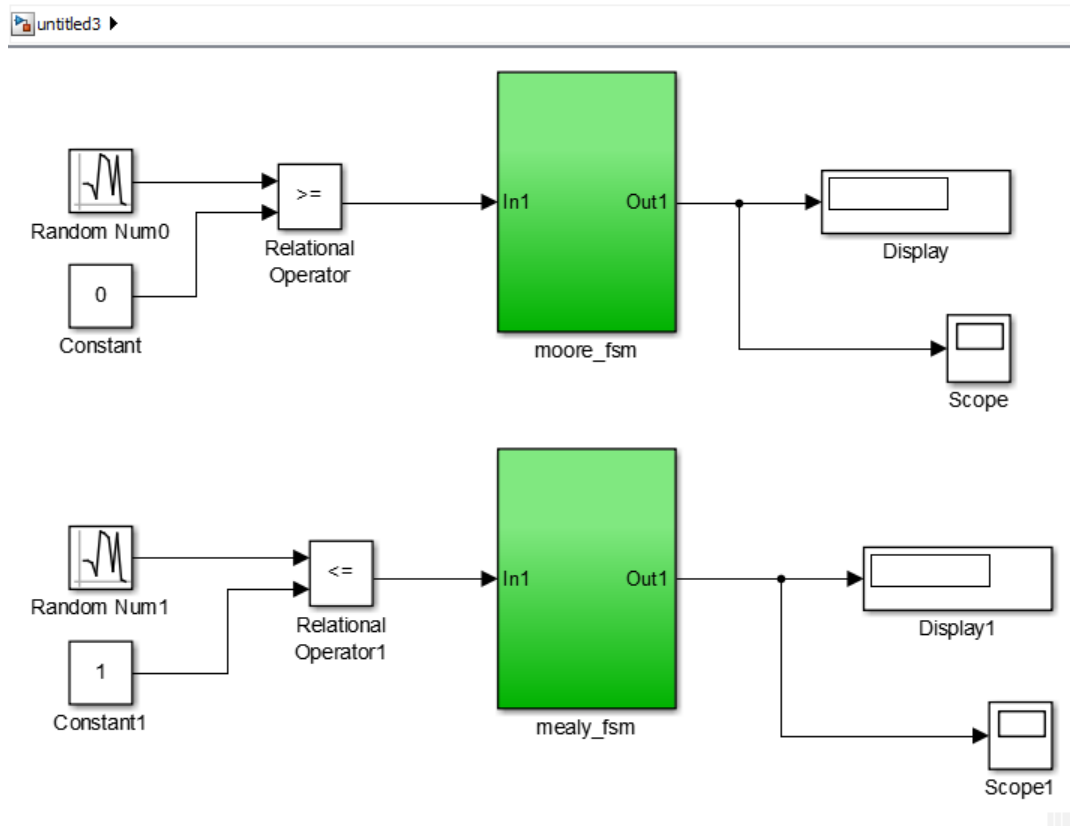 untitled3
Random Num0
0
Constant
>=
Relational
Operator
In1 Out1
moore_fsm
Display
Scope
Random Num1
1
Constant1
<=
Relational
Operator1
In1 Out1
mealy_fsm
Display1
Scope1